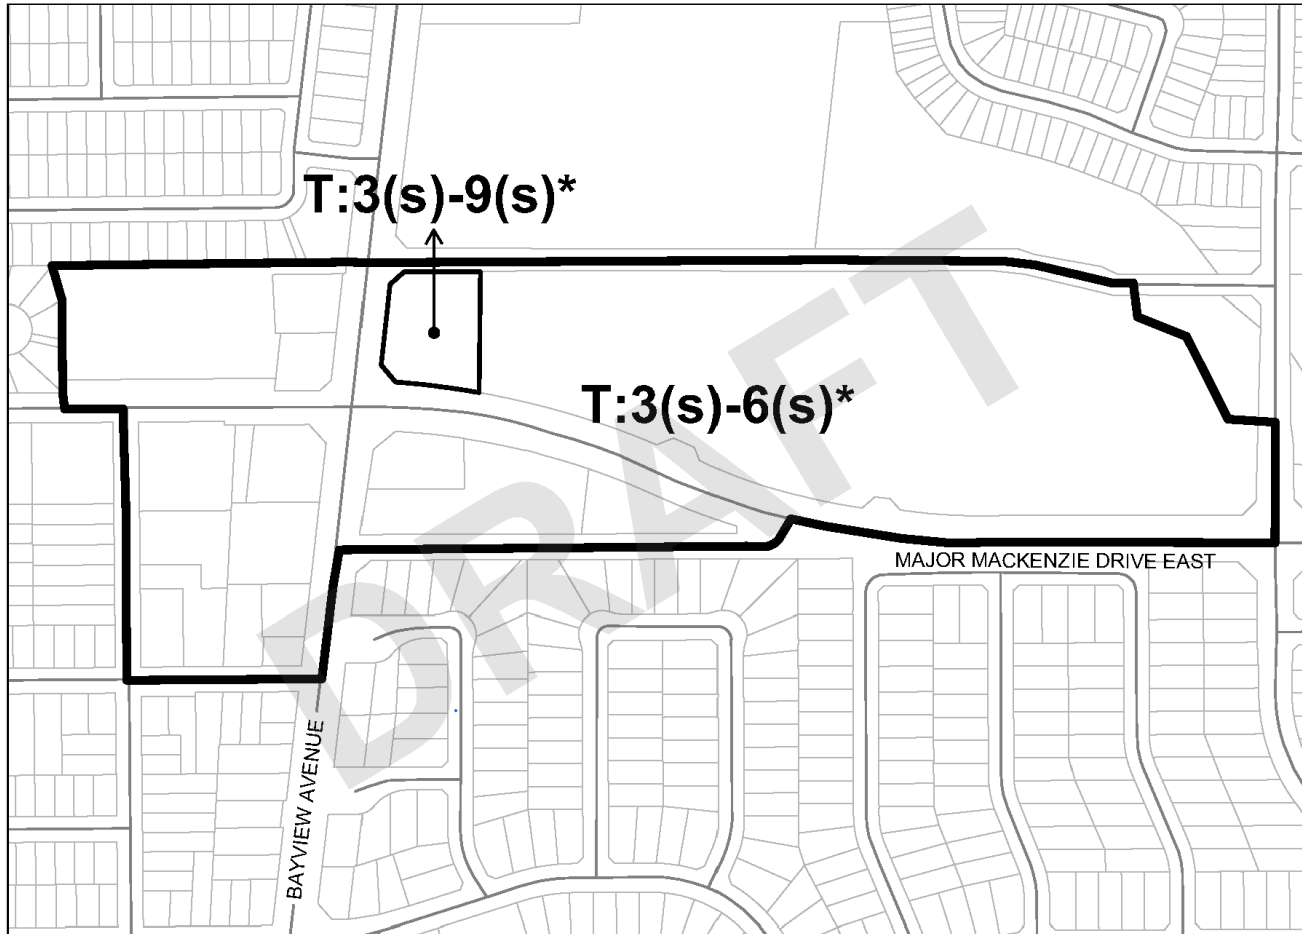 T:3(s)-9(s)*
T:3(s)-6(s)*
DRAFT
MAJOR MACKENZIE DRIVE EAST
BAYVIEW AVENUE